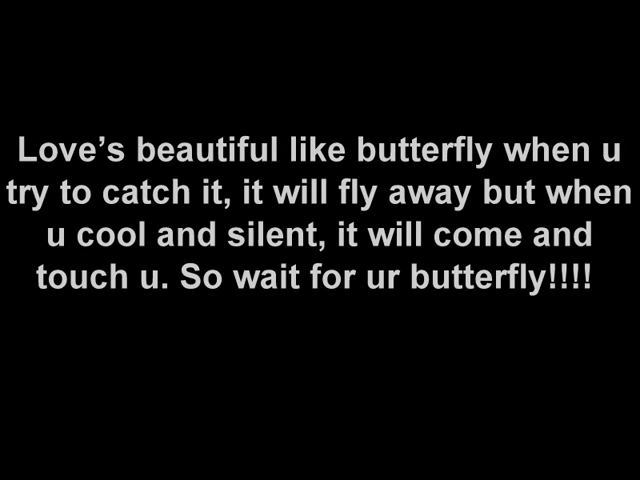 Love’s beautiful like butterfly when u
try to catch it, it will fly away but when
u cool and silent, it will come and
touch u. So wait for ur butterfly!!!!